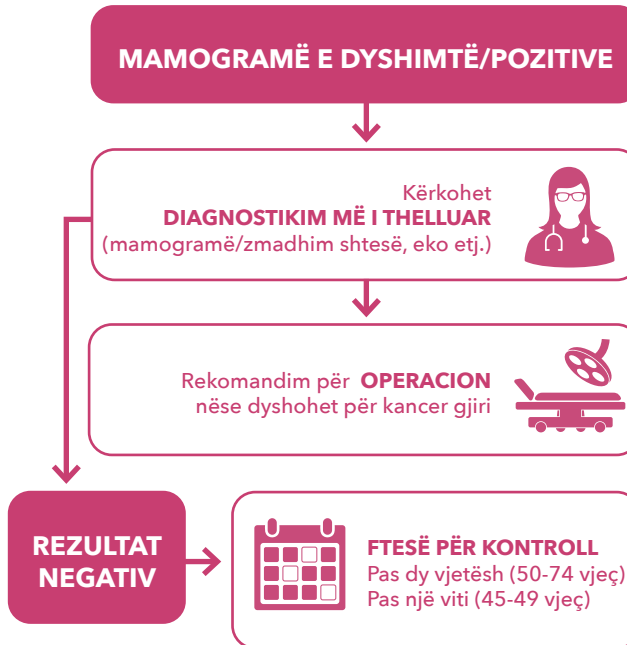 MAMOGRAMË E DYSHIMTË/POZITIVE
Kërkohet
DIAGNOSTIKIM MË I THELLUAR
(mamogramë/zmadhim shtesë, eko etj.)
Rekomandim për OPERACION
nëse dyshohet për kancer gjiri
REZULTAT
NEGATIV
FTESË PËR KONTROLL
Pas dy vjetësh (50-74 vjeç)
Pas një viti (45-49 vjeç)